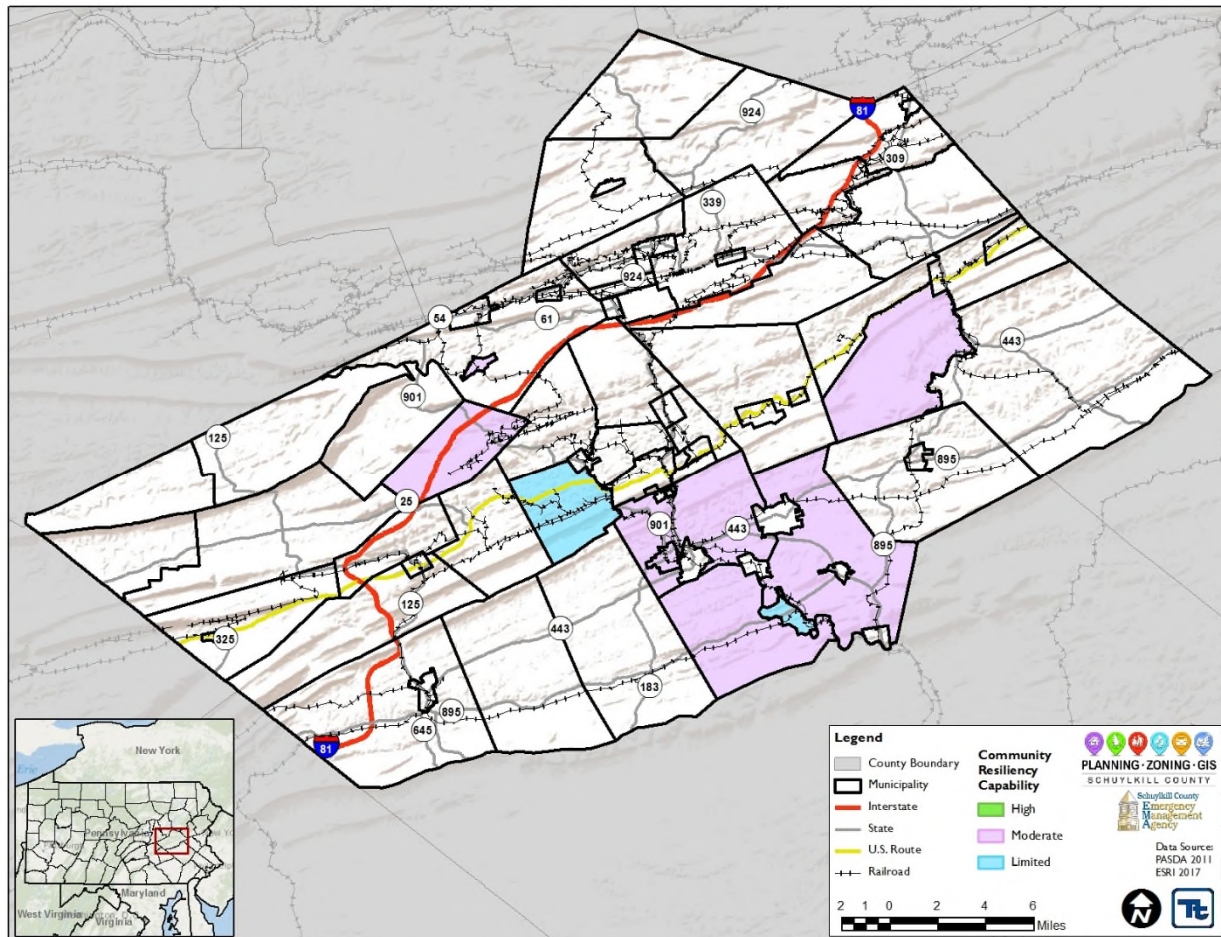 924
81
309
339
924
54
61
443
901
125
895
25
901
443
895
125
443
325
183
895
645
81
New York
Erie
Pennsylvania
Maryland
West Virginia
Virginia
Legend
County Boundary
Municipality
Interstate
State
U.S. Route
Railroad
Community
Resiliency
Capability
High
Moderate
Limited
PLANNING · ZONING · GIS
SCHUYLKILL COUNTY
Schuylkill County
Emergency
Management
Agency
Data Source:
PASDA 2011
ESRI 2017
N
Tt
2 1 0 2 4 6
Miles